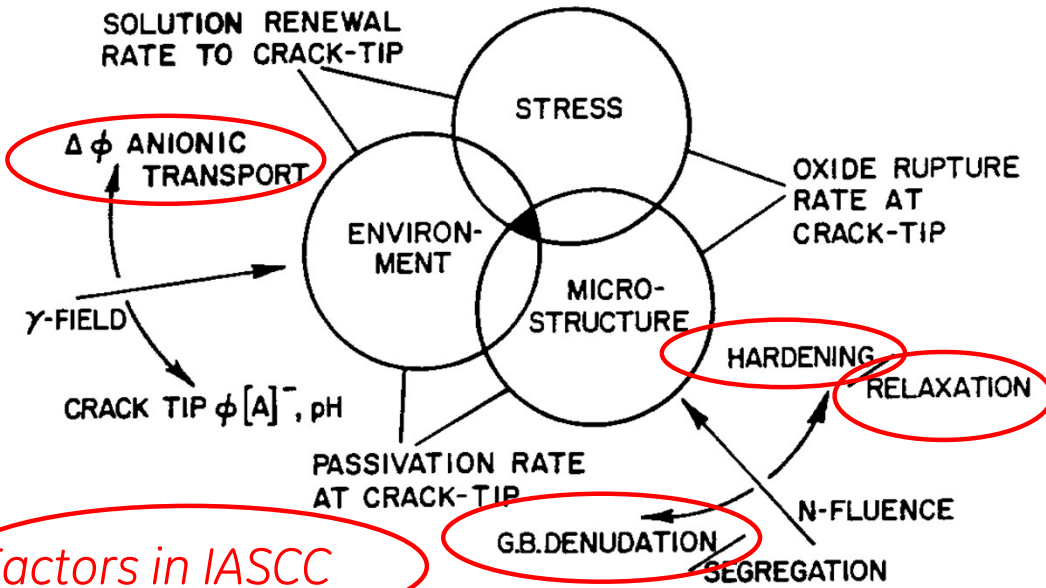 SOLUTION RENEWAL
RATE TO CRACK-TIP
STRESS
Δϕ ANIONIC
TRANSPORT
OXIDE RUPTURE
RATE AT
CRACK-TIP
ENVIRON-
MENT
MICRO-
STRUCTURE
γ-FIELD
HARDENING
RELAXATION
CRACK TIP ϕ[A]⁻, pH
PASSIVATION RATE
AT CRACK-TIP
N-FLUENCE
G.B.DENUDATION
SEGREGATION
actors in IASCC